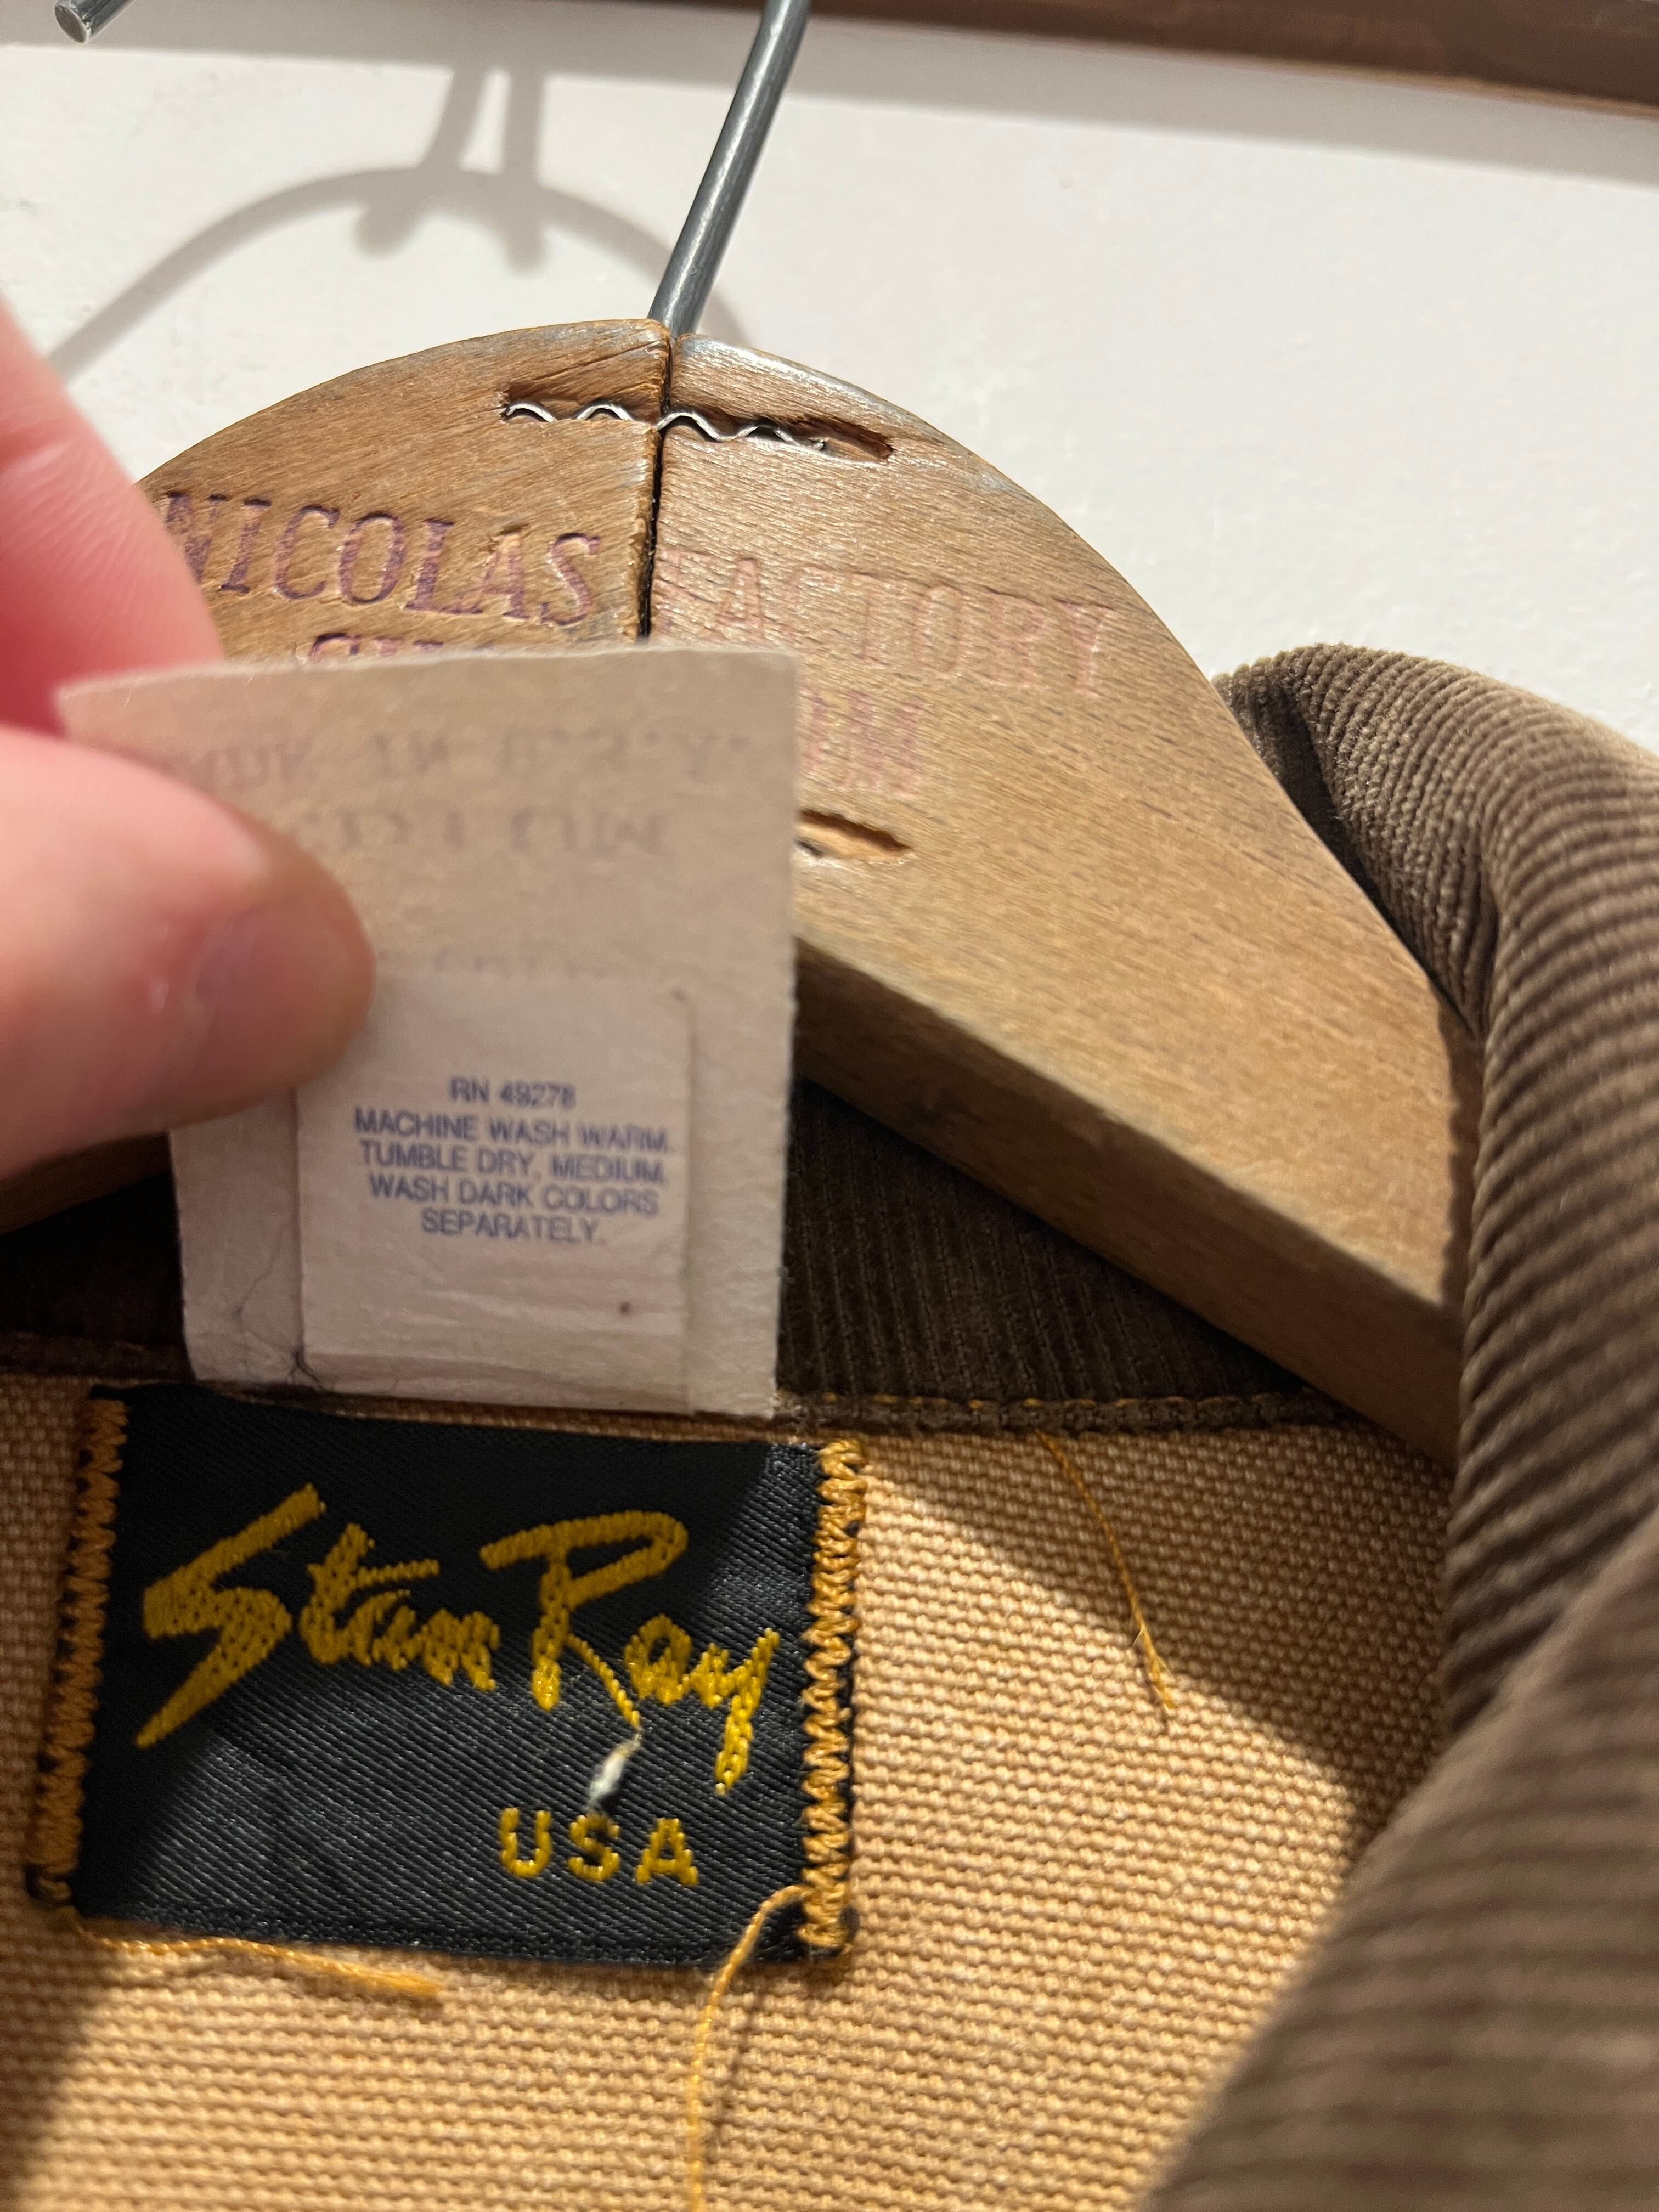 NICOLAS FACTORY
RN 49278
MACHINE WASH WARM.
TUMBLE DRY, MEDIUM,
WASH DARK COLORS
SEPARATELY.
Stan Ray
USA